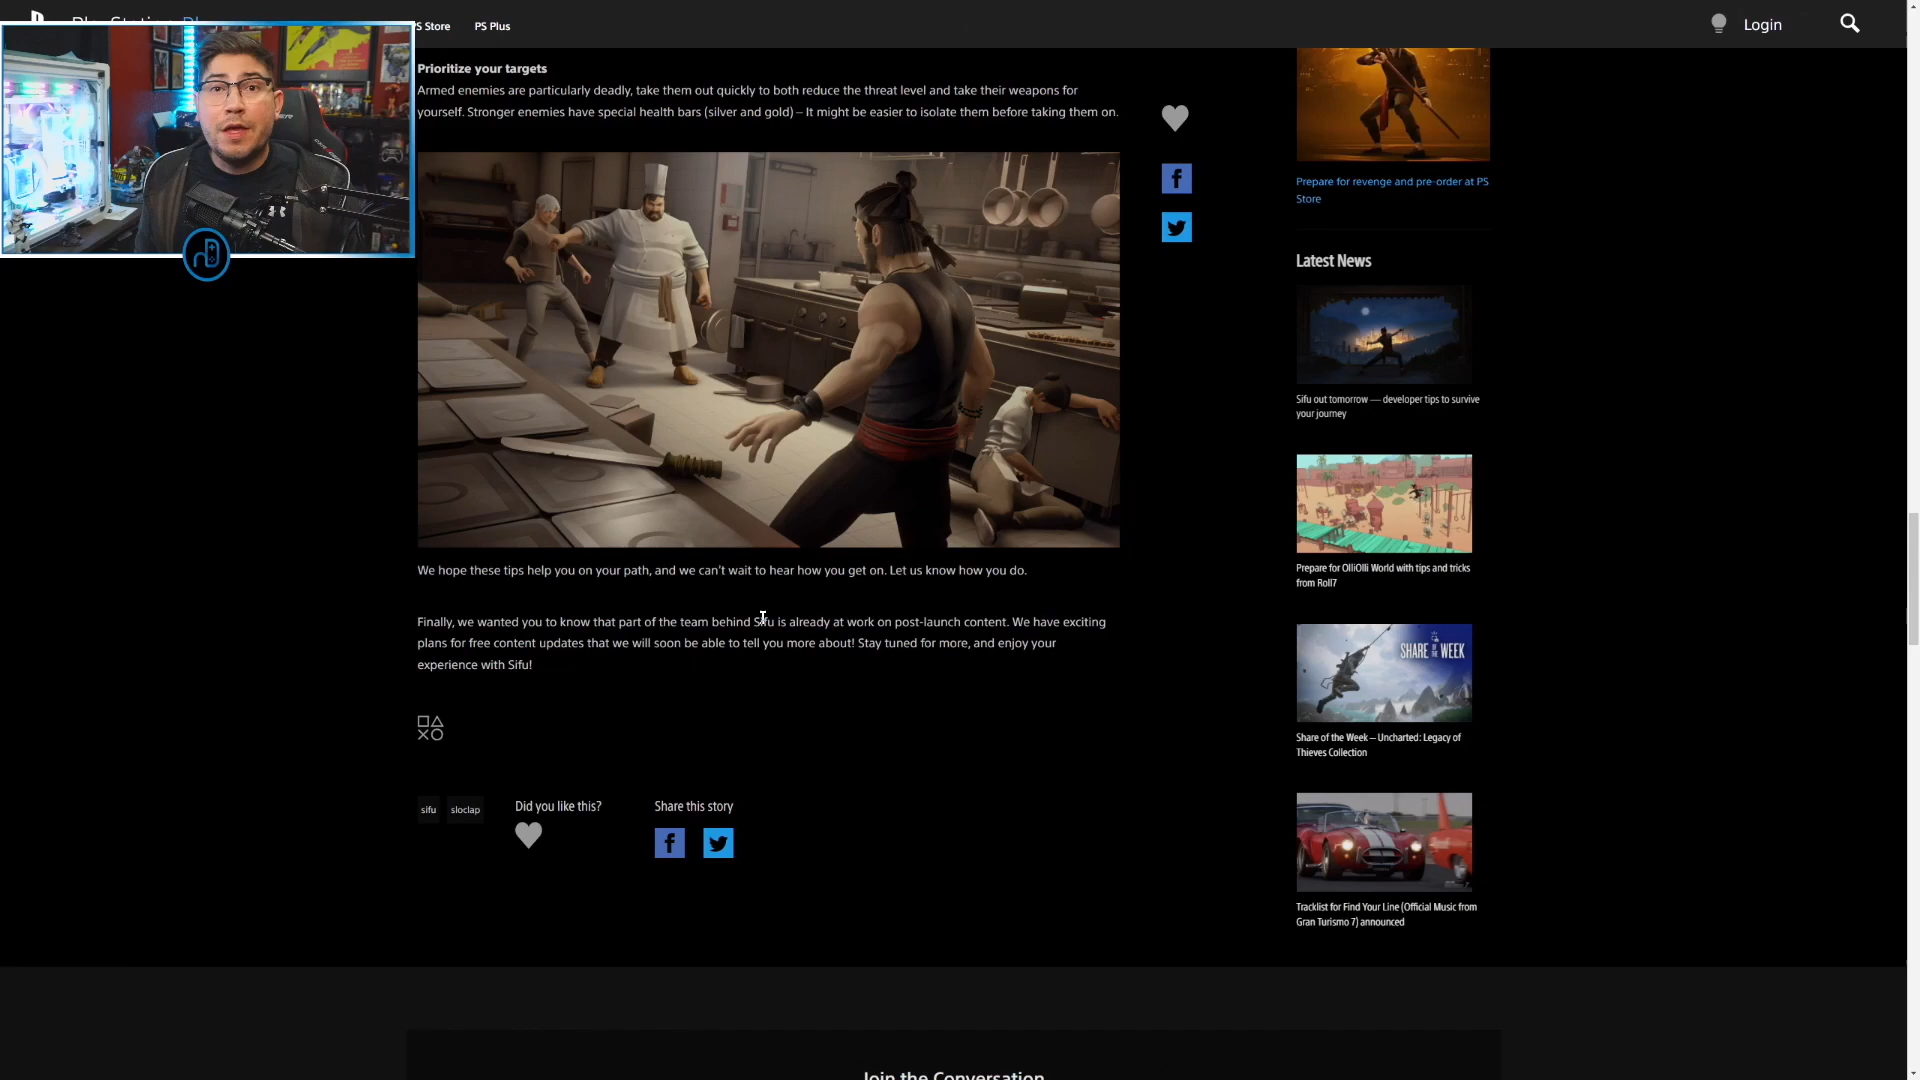 PS Store PS Plus
Login
Prioritize your targets
Armed enemies are particularly deadly, take them out quickly to both reduce the threat level and take their weapons for
yourself. Stronger enemies have special health bars (silver and gold) – It might be easier to isolate them before taking them on.
We hope these tips help you on your path, and we can't wait to hear how you get on. Let us know how you do.
Finally, we wanted you to know that part of the team behind Sifu is already at work on post-launch content. We have exciting
plans for free content updates that we will soon be able to tell you more about! Stay tuned for more, and enjoy your
experience with Sifu!
sifu sloclap
Did you like this?
Share this story
Prepare for revenge and pre-order at PS
Store
Latest News
Sifu out tomorrow — developer tips to survive
your journey
Prepare for OlliOlli World with tips and tricks
from Roll7
SHARE OF THE WEEK
Share of the Week – Uncharted: Legacy of
Thieves Collection
Tracklist for Find Your Line (Official Music from
Gran Turismo 7) announced
Join the Conversation